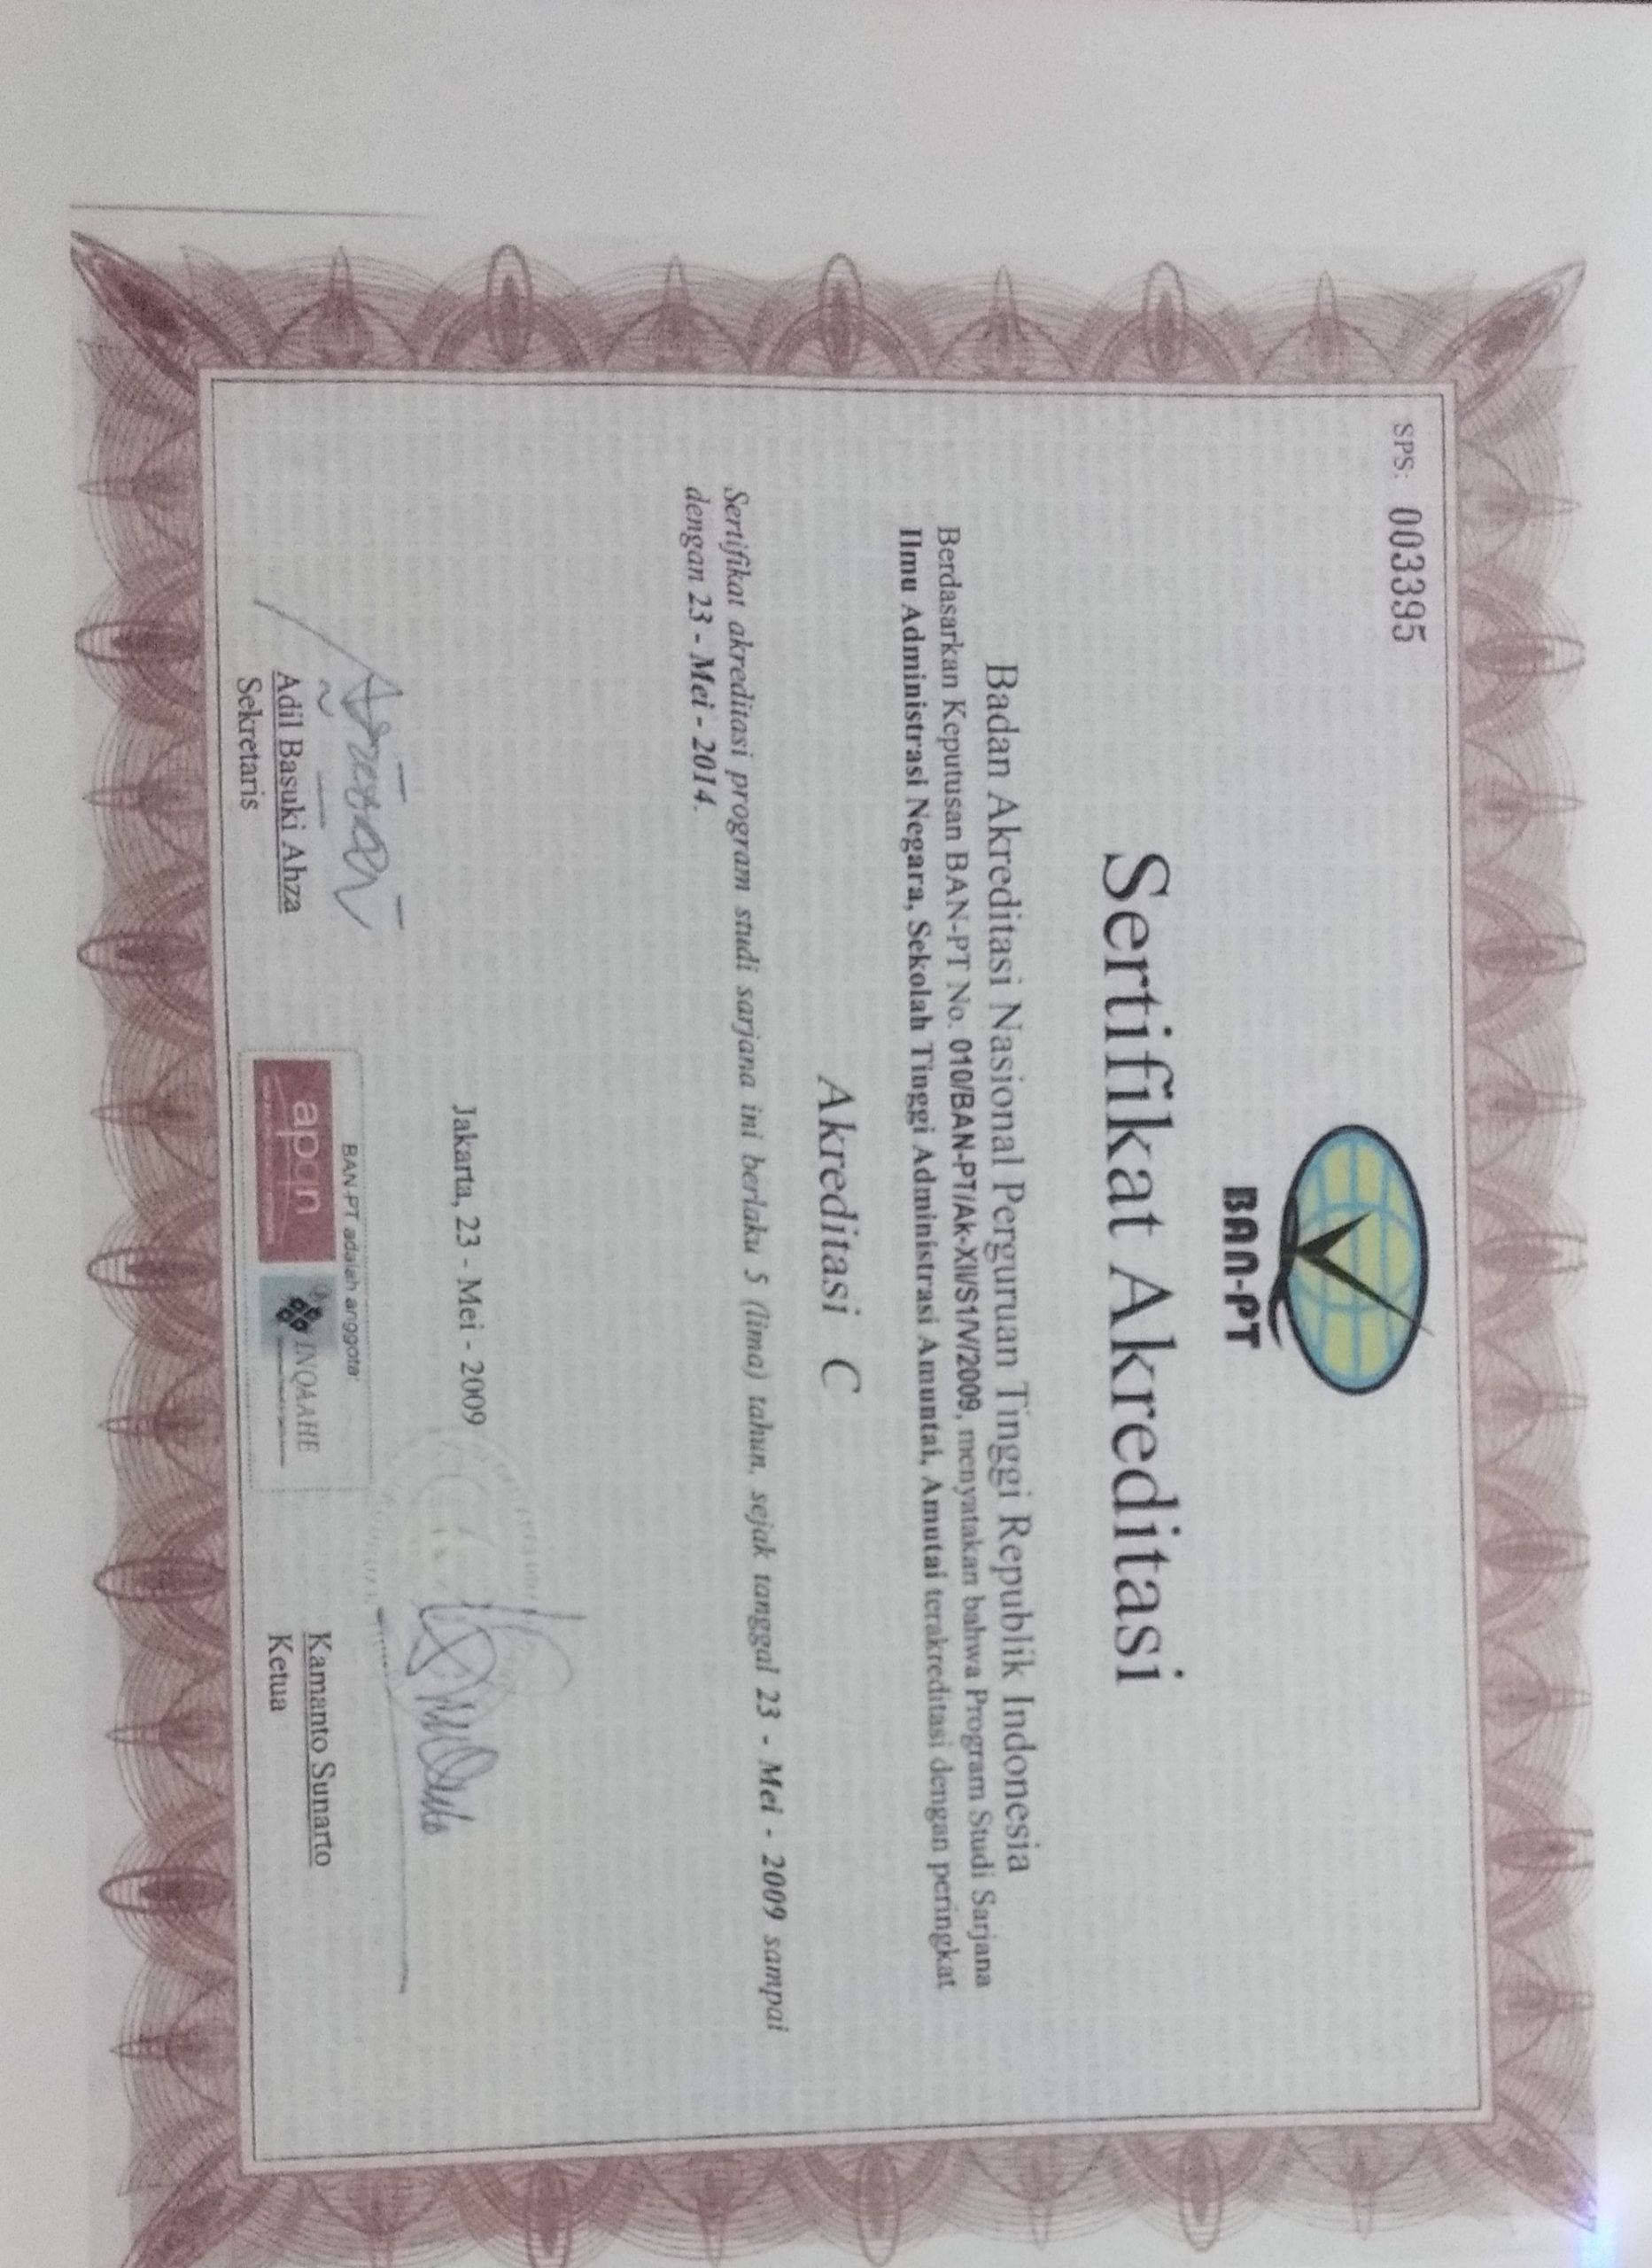 SPS: 003395
BAN-PT
Sertifikat Akreditasi
Badan Akreditasi Nasional Perguruan Tinggi Republik Indonesia
Berdasarkan Keputusan BAN-PT No. 010/BAN-PT/Ak-XII/S1/V/2009, menyatakan bahwa Program Studi Sarjana
Ilmu Administrasi Negara, Sekolah Tinggi Administrasi Amuntai, Amutai terakreditasi dengan peringkat
Akreditasi C
Sertifikat akreditasi program studi sarjana ini berlaku 5 (lima) tahun, sejak tanggal 23 - Mei - 2009 sampai
dengan 23 - Mei - 2014.
Jakarta, 23 - Mei - 2009
BAN-PT adalah anggota
apqn
INQAAHE
Adil Basuki Ahza
Sekretaris
Kamanto Sunarto
Ketua